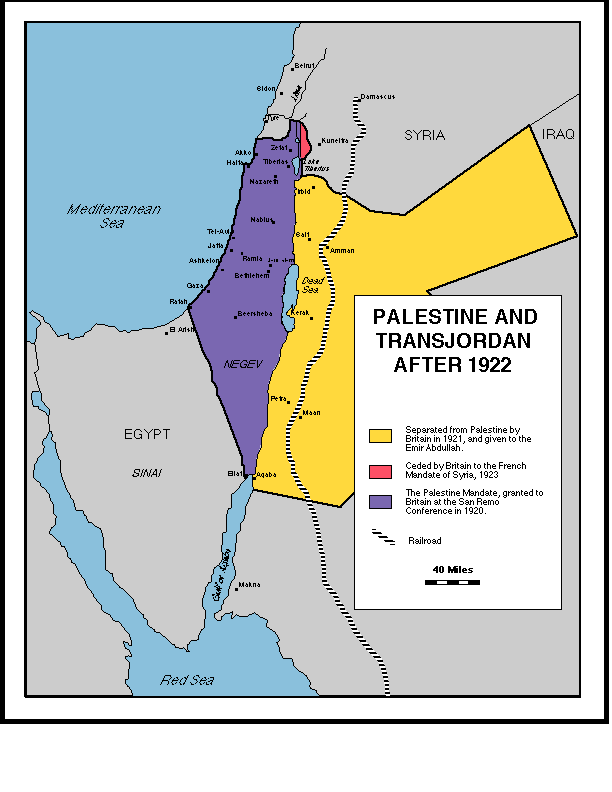 Beirut
Sidon
Damascus
Tyre
SYRIA
IRAQ
Kuneitra
Akko
Zefat
Haifa
Tiberias
Lake
Tiberius
Nazareth
Irbid
Mediterranean
Sea
Nablus
Tel-Aviv
Salt
Jaffa
Amman
Ramla
Ashkelon
Bethlehem
Dead
Sea
Gaza
Rafah
Beersheba
Kerak
El Arish
NEGEV
Petra
Maan
EGYPT
SINAI
Eilat
Aqaba
Gulf of
Makna
Red Sea
PALESTINE AND
TRANSJORDAN
AFTER 1922
Separated from Palestine by
Britain in 1921, and given to the
Emir Abdullah.
Ceded by Britain to the French
Mandate of Syria, 1923
The Palestine Mandate, granted to
Britain at the San Remo
Conference in 1920.
Railroad
40 Miles